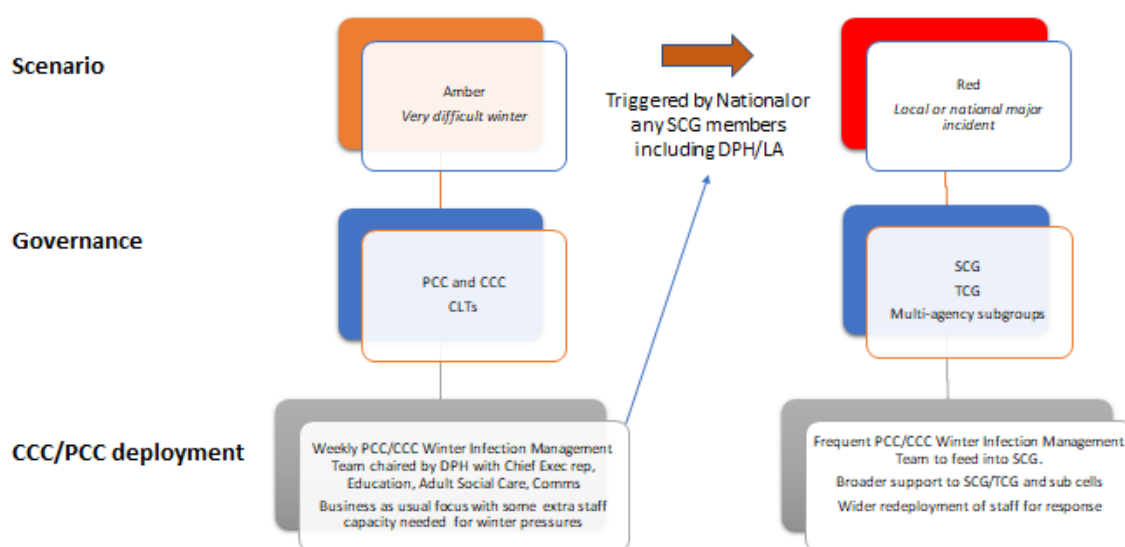 Scenario
Amber
Very difficult winter
Triggered by National or
any SCG members
including DPH/LA
Red
Local or national major
incident
Governance
PCC and CCC
CLTs
SCG
TCG
Multi-agency subgroups
CCC/PCC deployment
Weekly PCC/CCC Winter Infection Management
Team chaired by DPH with Chief Exec rep,
Education, Adult Social Care, Comms
Business as usual focus with some extra staff
capacity needed for winter pressures
Frequent PCC/CCC Winter Infection Management
Team to feed into SCG.
Broader support to SCG/TCG and sub cells
Wider redeployment of staff for response